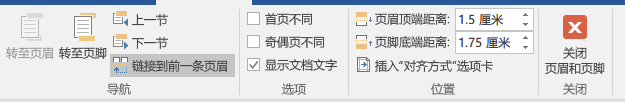 转至页眉
转至页脚
上一节
下一节
链接到前一条页眉
导航
首页不同
奇偶页不同
显示文档文字
选项
页眉顶端距离: 1.5 厘米
页脚底端距离: 1.75 厘米
插入"对齐方式"选项卡
位置
关闭
页眉和页脚
关闭